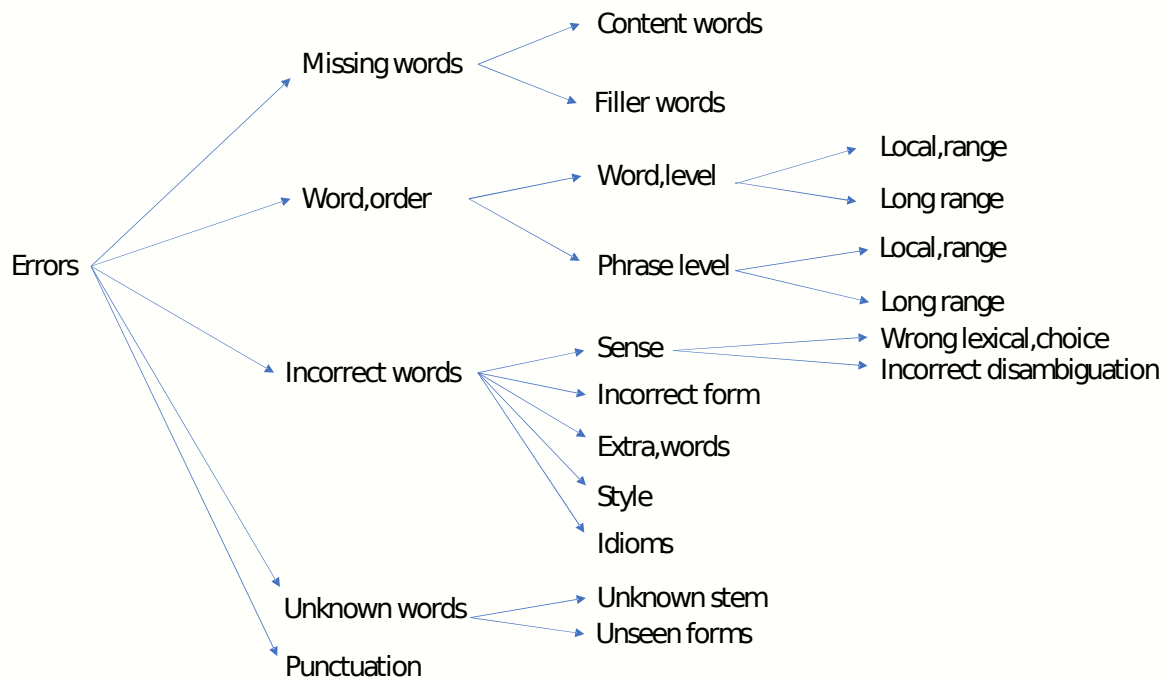 Content words
Missing words
Filler words
Local,range
Word,level
Word,order
Long range
Local,range
Errors
Phrase level
Long range
Wrong lexical,choice
Sense
Incorrect disambiguation
Incorrect words
Incorrect form
Extra,words
Style
Idioms
Unknown stem
Unknown words
Unseen forms
Punctuation